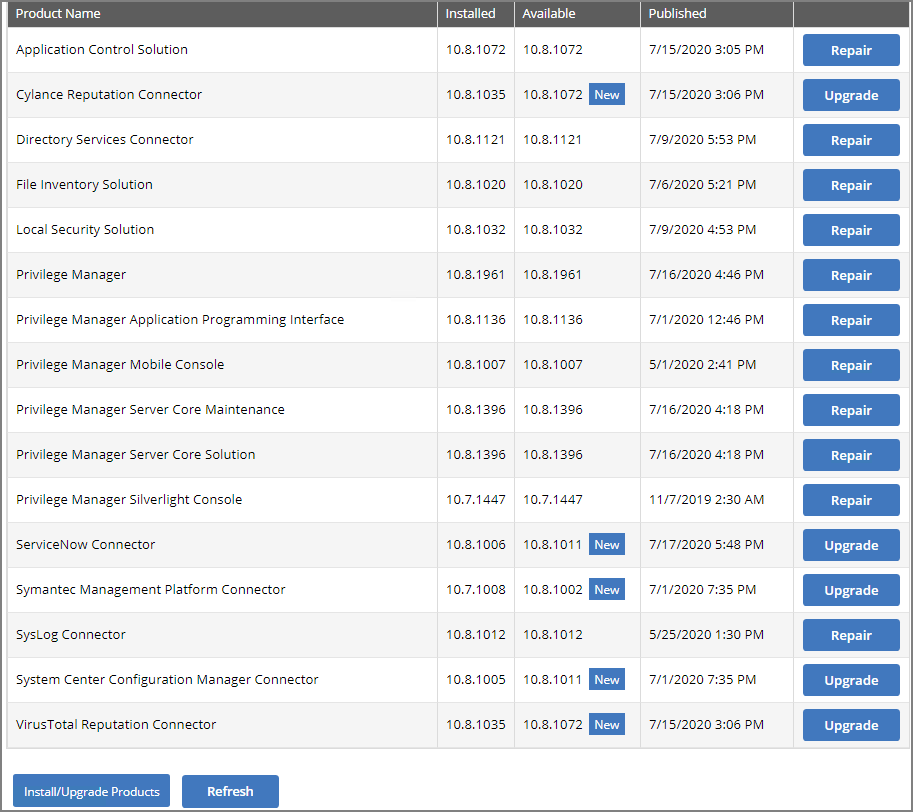 Product Name Installed Available Published
Application Control Solution 10.8.1072 10.8.1072 7/15/2020 3:05 PM Repair
Cylance Reputation Connector 10.8.1035 10.8.1072 New 7/15/2020 3:06 PM Upgrade
Directory Services Connector 10.8.1121 10.8.1121 7/9/2020 5:53 PM Repair
File Inventory Solution 10.8.1020 10.8.1020 7/6/2020 5:21 PM Repair
Local Security Solution 10.8.1032 10.8.1032 7/9/2020 4:53 PM Repair
Privilege Manager 10.8.1961 10.8.1961 7/16/2020 4:46 PM Repair
Privilege Manager Application Programming Interface 10.8.1136 10.8.1136 7/1/2020 12:46 PM Repair
Privilege Manager Mobile Console 10.8.1007 10.8.1007 5/1/2020 2:41 PM Repair
Privilege Manager Server Core Maintenance 10.8.1396 10.8.1396 7/16/2020 4:18 PM Repair
Privilege Manager Server Core Solution 10.8.1396 10.8.1396 7/16/2020 4:18 PM Repair
Privilege Manager Silverlight Console 10.7.1447 10.7.1447 11/7/2019 2:30 AM Repair
ServiceNow Connector 10.8.1006 10.8.1011 New 7/17/2020 5:48 PM Upgrade
Symantec Management Platform Connector 10.7.1008 10.8.1002 New 7/1/2020 7:35 PM Upgrade
SysLog Connector 10.8.1012 10.8.1012 5/25/2020 1:30 PM Repair
System Center Configuration Manager Connector 10.8.1005 10.8.1011 New 7/1/2020 7:35 PM Upgrade
VirusTotal Reputation Connector 10.8.1035 10.8.1072 New 7/15/2020 3:06 PM Upgrade
Install/Upgrade Products Refresh